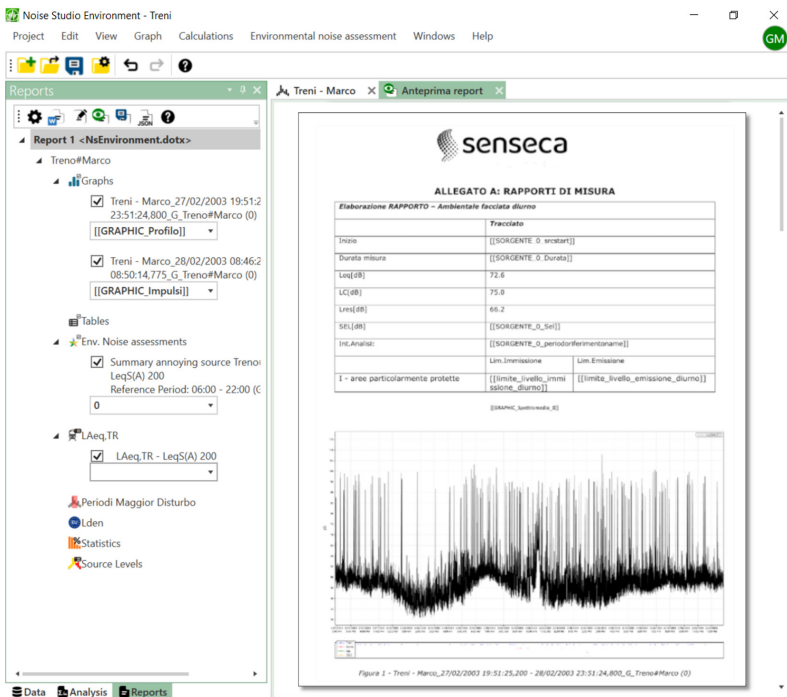 Noise Studio Environment - Treni
Project Edit View Graph Calculations Environmental noise assessment Windows Help
GM
Reports
Treni - Marco
Anteprima report
JSON
Report 1 <NsEnvironment.dotx>
Treno#Marco
Graphs
Treni - Marco_27/02/2003 19:51:2
23:51:24,800_G_Treno#Marco (0)
[[GRAPHIC_Profilo]]
Treni - Marco_28/02/2003 08:46:2
08:50:14,775_G_Treno#Marco (0)
[[GRAPHIC_Impulsi]]
Tables
Env. Noise assessments
Summary annoying source Treno
LeqS(A) 200
Reference Period: 06:00 - 22:00 (
0
LAeq,TR
LAeq,TR - LeqS(A) 200
Periodi Maggior Disturbo
Lden
Statistics
Source Levels
Data Analysis Reports
senseca
ALLEGATO A: RAPPORTI DI MISURA
Elaborazione RAPPORTO – Ambientale facciata diurno
Tracciato
Inizio [[SORGENTE_0_srcstart]]
Durata misura [[SORGENTE_0_Durata]]
Leq[dB] 72.6
LC[dB] 75.0
Lres[dB] 66.2
SEL[dB] [[SORGENTE_0_Sel]]
Int.Analisi: [[SORGENTE_0_periodoriferimentoname]]
Lim.Immissione Lim.Emissione
I - aree particolarmente protette [[limite_livello_immi
ssione_diurno]] [[limite_livello_emissione_diurno]]
[[GRAPHIC_Spettromedia_0]]
Figura 1 - Treni - Marco_27/02/2003 19:51:25,200 - 28/02/2003 23:51:24,800_G_Treno#Marco (0)